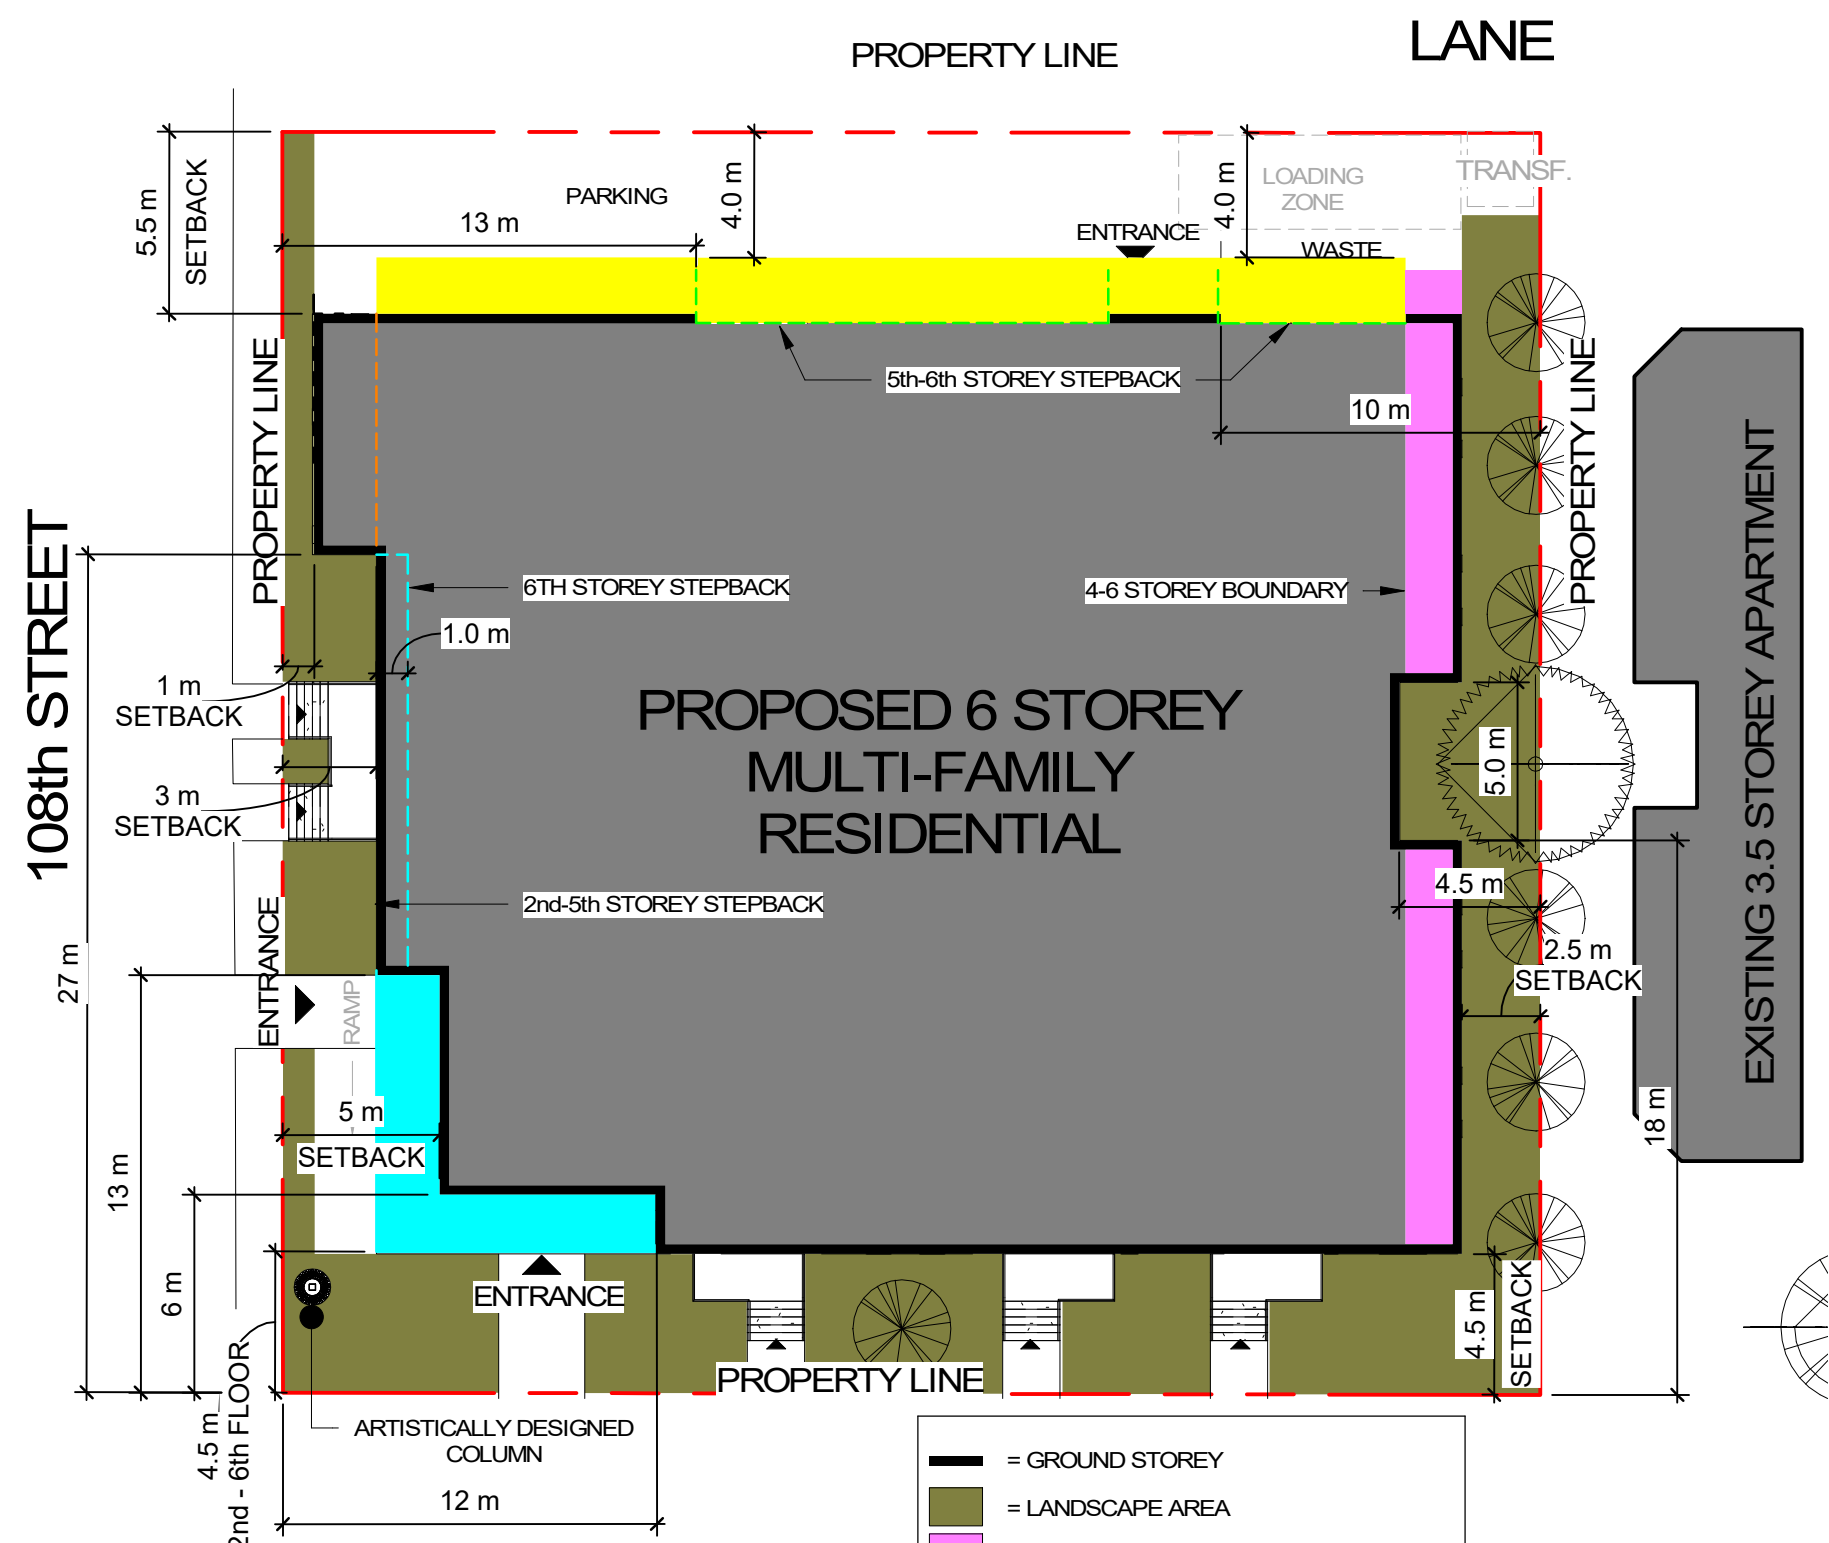 LANE
PROPERTY LINE
5.5 m
SETBACK
PARKING
13 m
4.0 m
4.0 m
LOADING
ZONE
TRANSF.
ENTRANCE
WASTE
5th-6th STOREY STEPBACK
10 m
PROPERTY LINE
PROPERTY LINE
108th STREET
6TH STOREY STEPBACK
4-6 STOREY BOUNDARY
1.0 m
1 m
SETBACK
PROPOSED 6 STOREY
MULTI-FAMILY
RESIDENTIAL
5.0 m
EXISTING 3.5 STOREY APARTMENT
3 m
SETBACK
2nd-5th STOREY STEPBACK
4.5 m
2.5 m
SETBACK
27 m
ENTRANCE
RAMP
5 m
SETBACK
13 m
18 m
6 m
ENTRANCE
4.5 m
SETBACK
PROPERTY LINE
4.5 m
2nd - 6th FLOOR
ARTISTICALLY DESIGNED
COLUMN
12 m
= GROUND STOREY
= LANDSCAPE AREA